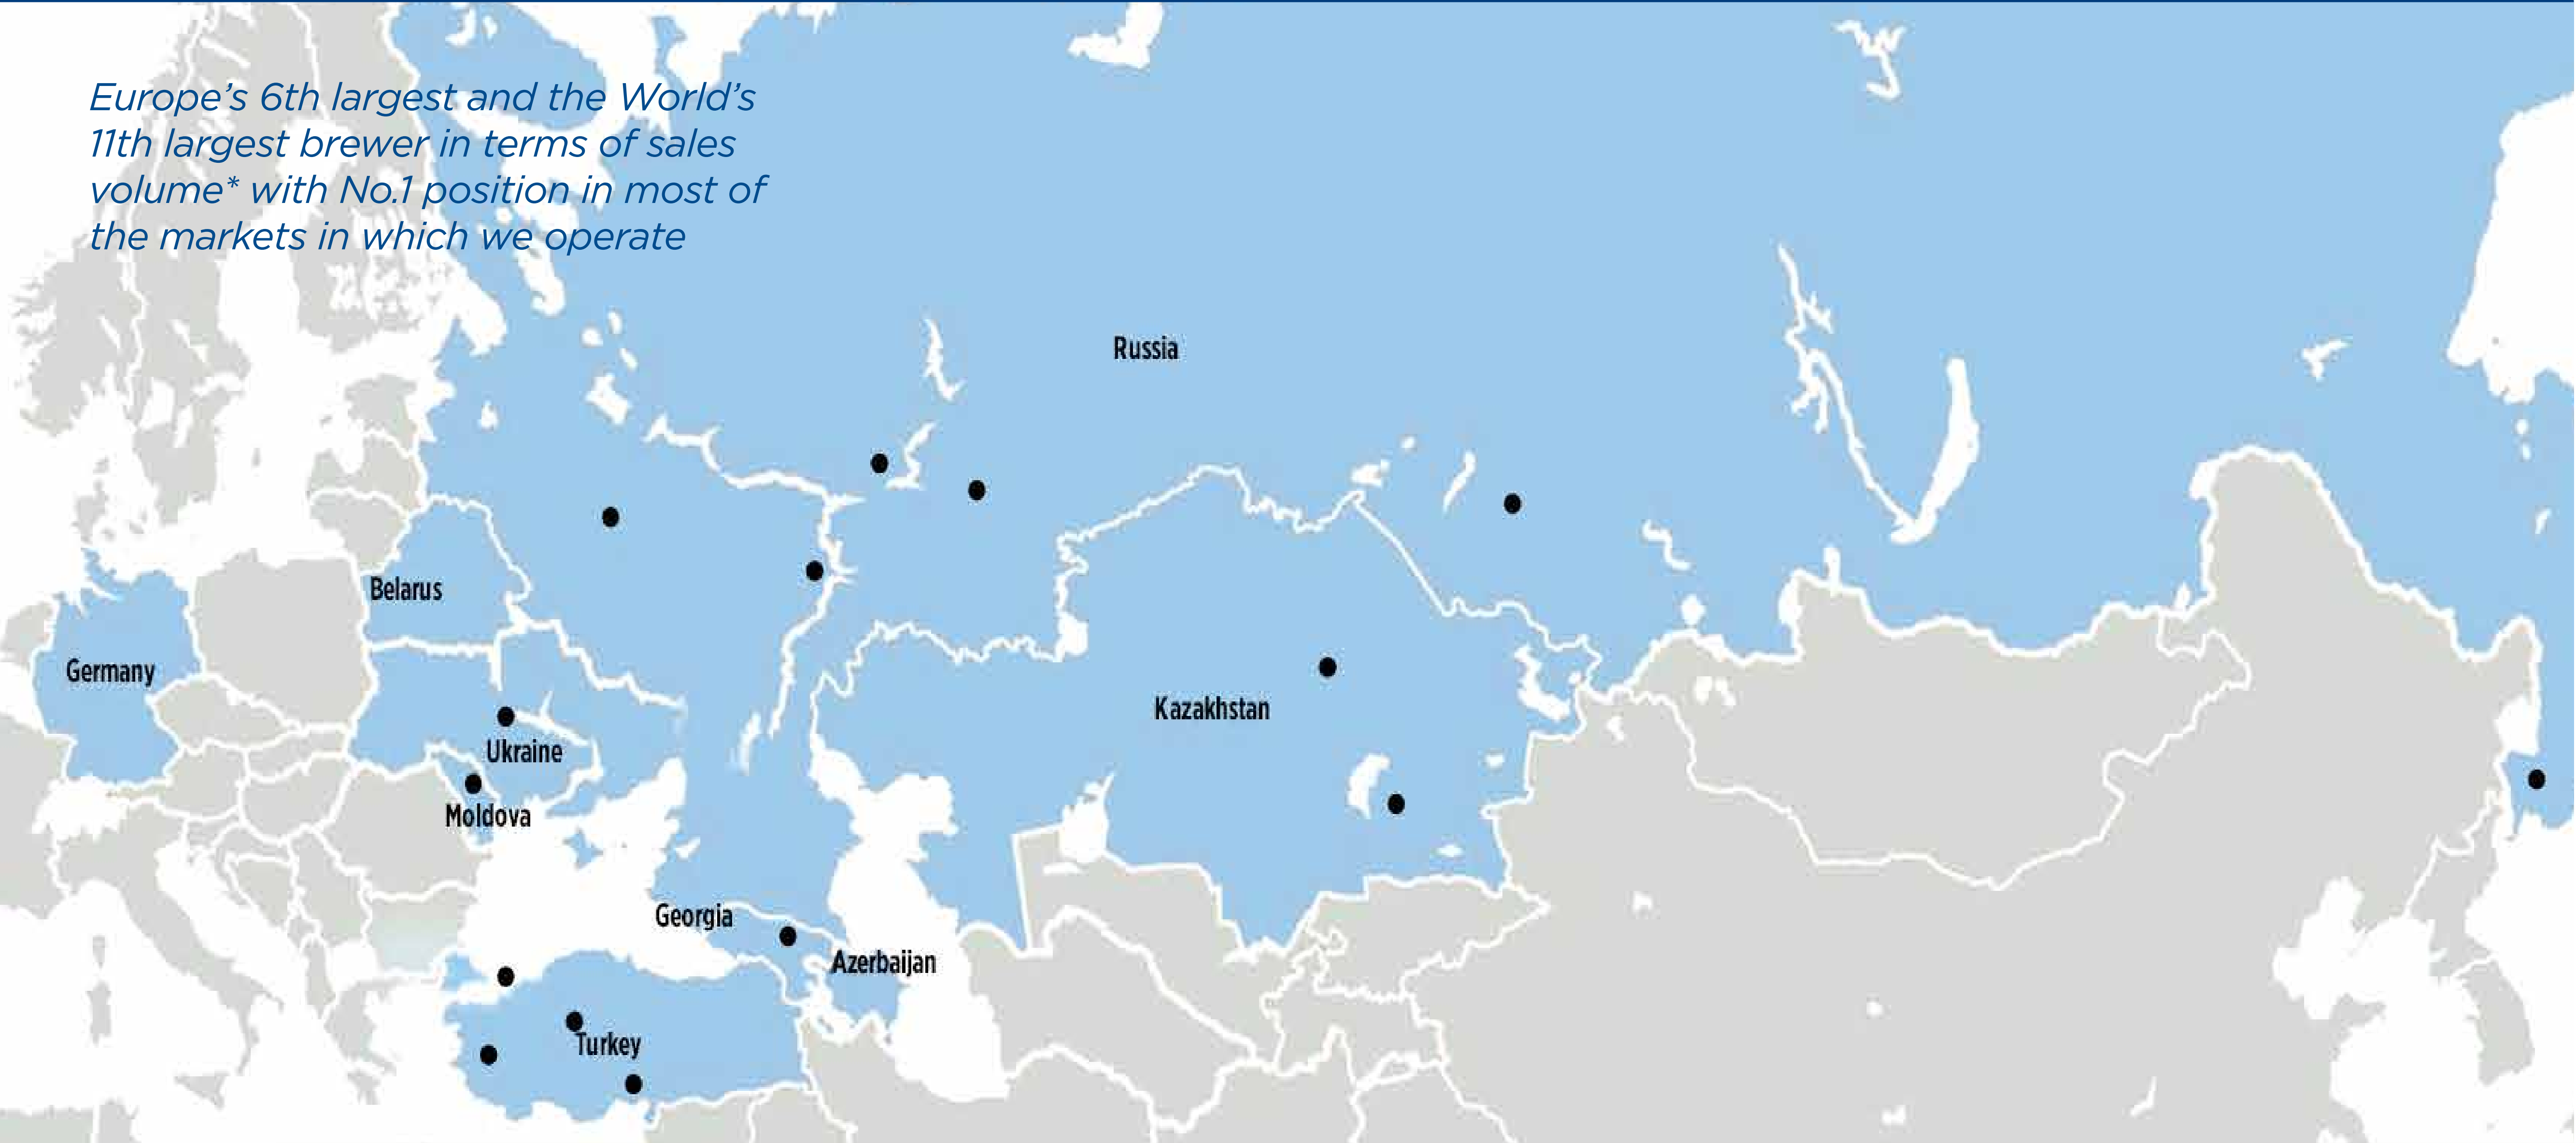 Europe’s 6th largest and the World’s
11th largest brewer in terms of sales
volume* with No.1 position in most of
the markets in which we operate
Russia
Belarus
Germany
Kazakhstan
Ukraine
Moldova
Georgia
Azerbaijan
Turkey